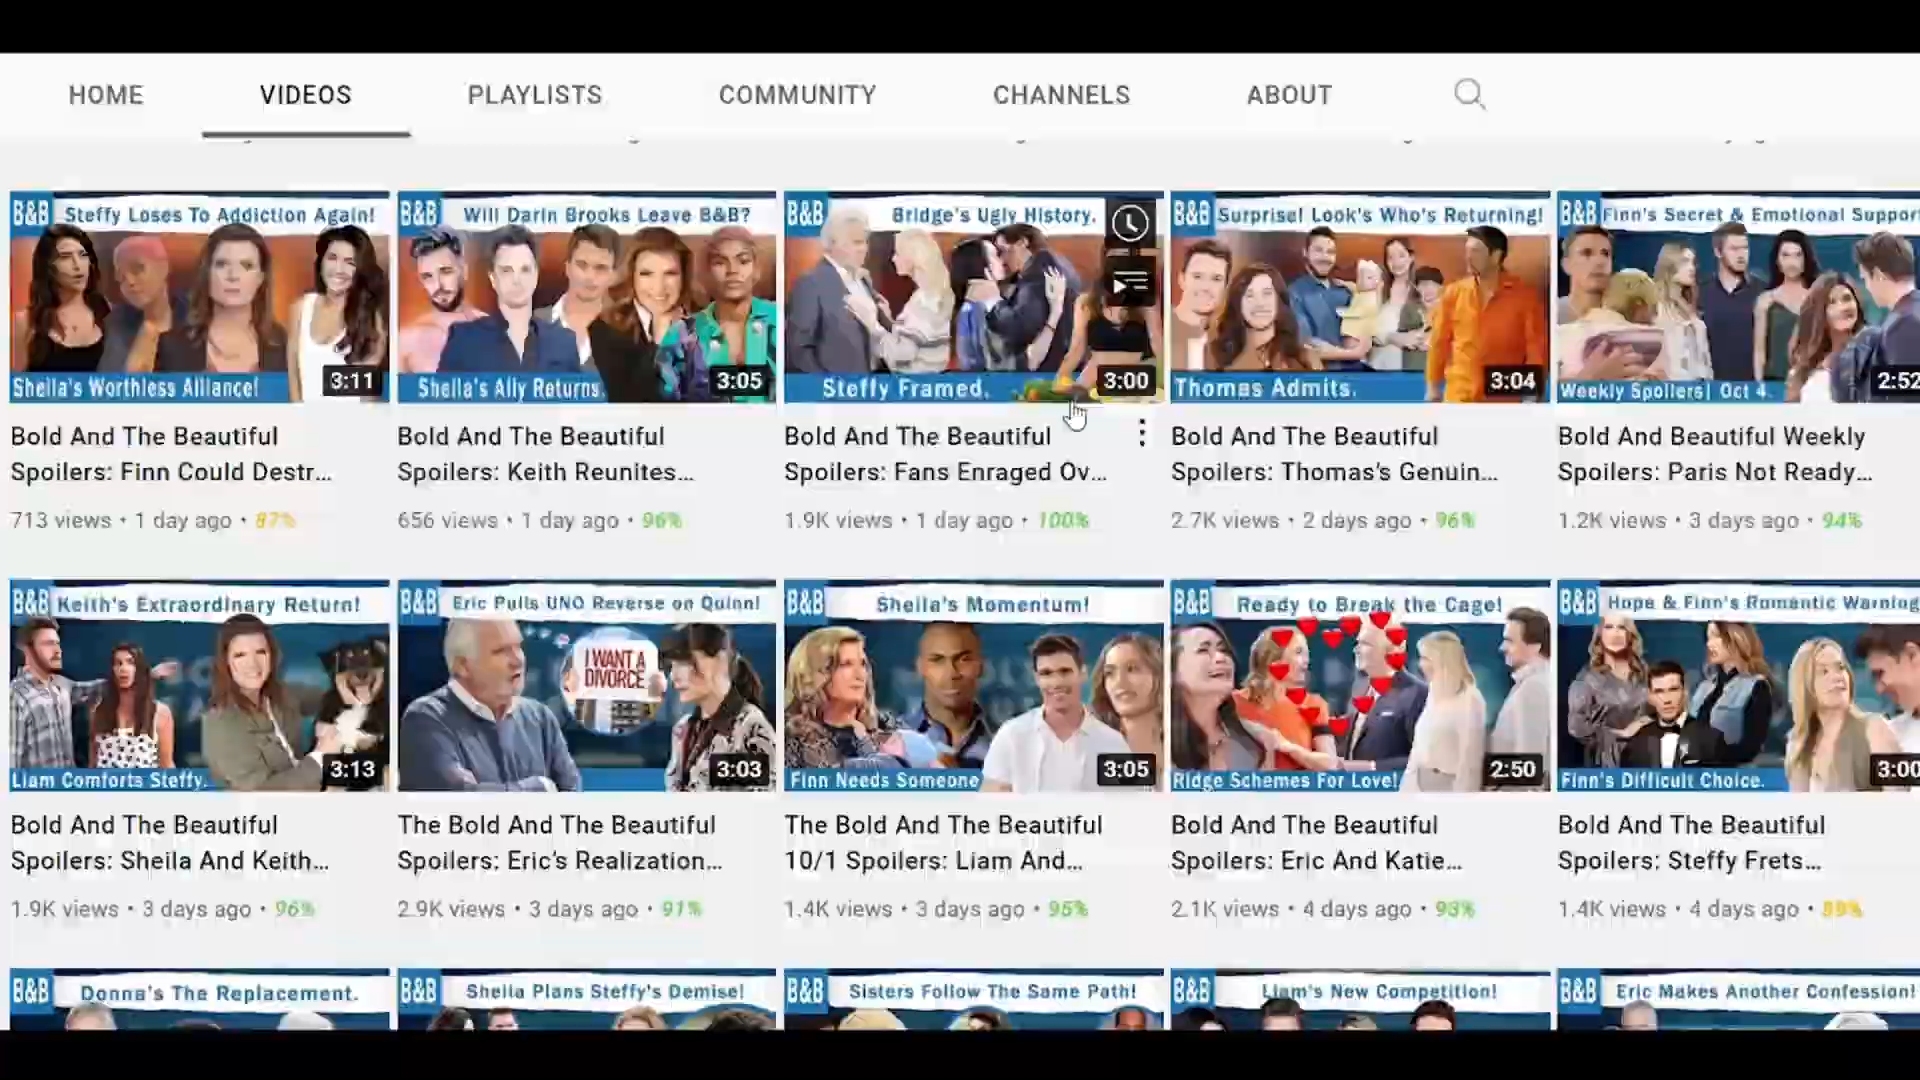 HOME VIDEOS PLAYLISTS COMMUNITY CHANNELS ABOUT
B&B Steffy Loses To Addiction Again!
Sheila's Worthless Alliance!
3:11
B&B Will Darin Brooks Leave B&B?
Sheila's Ally Returns.
3:05
B&B Bridge's Ugly History.
Steffy Framed.
3:00
B&B Surprise! Look's Who's Returning!
Thomas Admits.
3:04
B&B Finn's Secret & Emotional Support
Weekly Spoilers| Oct 4.
2:52
Bold And The Beautiful
Spoilers: Finn Could Destr...
713 views • 1 day ago • 87%
Bold And The Beautiful
Spoilers: Keith Reunites...
656 views • 1 day ago • 96%
Bold And The Beautiful
Spoilers: Fans Enraged Ov...
1.9K views • 1 day ago • 100%
Bold And The Beautiful
Spoilers: Thomas's Genuin...
2.7K views • 2 days ago • 96%
Bold And Beautiful Weekly
Spoilers: Paris Not Ready...
1.2K views • 3 days ago • 94%
B&B Keith's Extraordinary Return!
Liam Comforts Steffy.
3:13
B&B Eric Pulls UNO Reverse on Quinn!
I WANT A
DIVORCE
3:03
B&B Sheila's Momentum!
Finn Needs Someone
3:05
B&B Ready to Break the Cage!
Ridge Schemes For Love!
2:50
B&B Hope & Finn's Romantic Warning
Finn's Difficult Choice.
3:00
Bold And The Beautiful
Spoilers: Sheila And Keith...
1.9K views • 3 days ago • 96%
The Bold And The Beautiful
Spoilers: Eric's Realization...
2.9K views • 3 days ago • 91%
The Bold And The Beautiful
10/1 Spoilers: Liam And...
1.4K views • 3 days ago • 95%
Bold And The Beautiful
Spoilers: Eric And Katie...
2.1K views • 4 days ago • 93%
Bold And The Beautiful
Spoilers: Steffy Frets...
1.4K views • 4 days ago • 89%
B&B Donna's The Replacement.
B&B Sheila Plans Steffy's Demise!
B&B Sisters Follow The Same Path!
B&B Liam's New Competition!
B&B Eric Makes Another Confession!